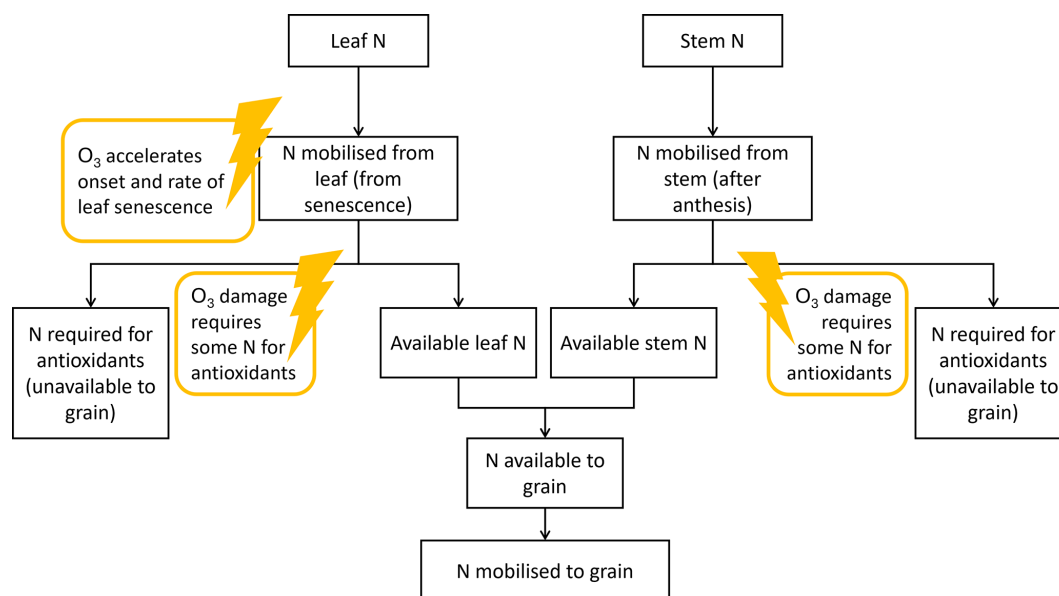 Leaf N
Stem N
O₃ accelerates
onset and rate of
leaf senescence
N mobilised from
leaf (from
senescence)
N mobilised from
stem (after
anthesis)
N required for
antioxidants
(unavailable to
grain)
O₃ damage
requires
some N for
antioxidants
Available leaf N
Available stem N
O₃ damage
requires
some N for
antioxidants
N required for
antioxidants
(unavailable to
grain)
N available to
grain
N mobilised to grain